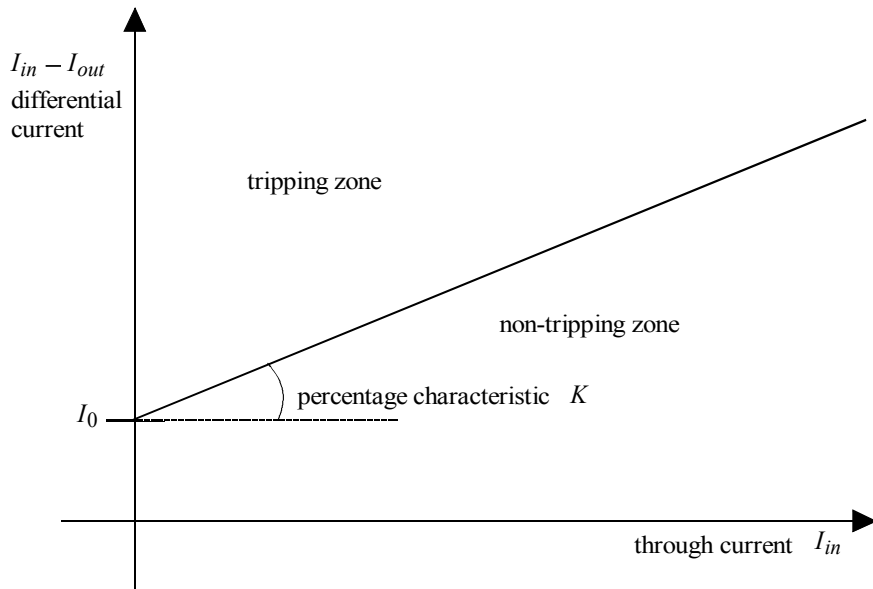 I_in – I_out
differential
current
tripping zone
non-tripping zone
percentage characteristic K
I_0
through current I_in